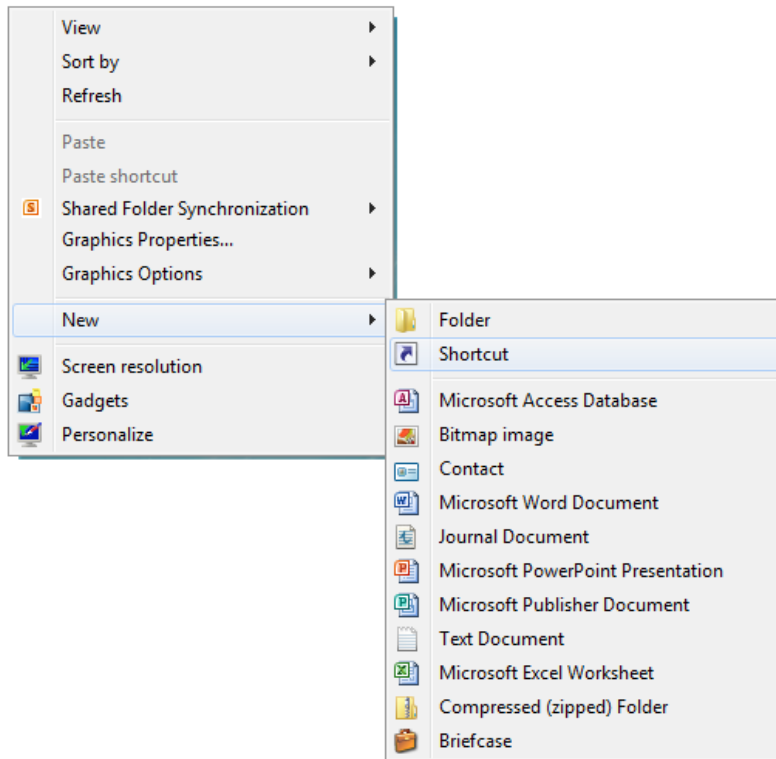 View
Sort by
Refresh
Paste
Paste shortcut
Shared Folder Synchronization
Graphics Properties...
Graphics Options
New
Screen resolution
Gadgets
Personalize
Folder
Shortcut
Microsoft Access Database
Bitmap image
Contact
Microsoft Word Document
Journal Document
Microsoft PowerPoint Presentation
Microsoft Publisher Document
Text Document
Microsoft Excel Worksheet
Compressed (zipped) Folder
Briefcase